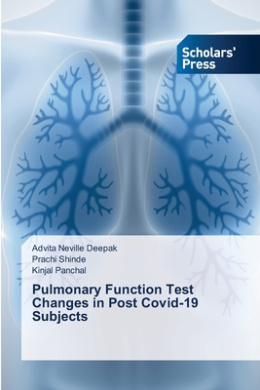 Scholars'
Press
Advita Neville Deepak
Prachi Shinde
Kinjal Panchal
Pulmonary Function Test
Changes in Post Covid-19
Subjects